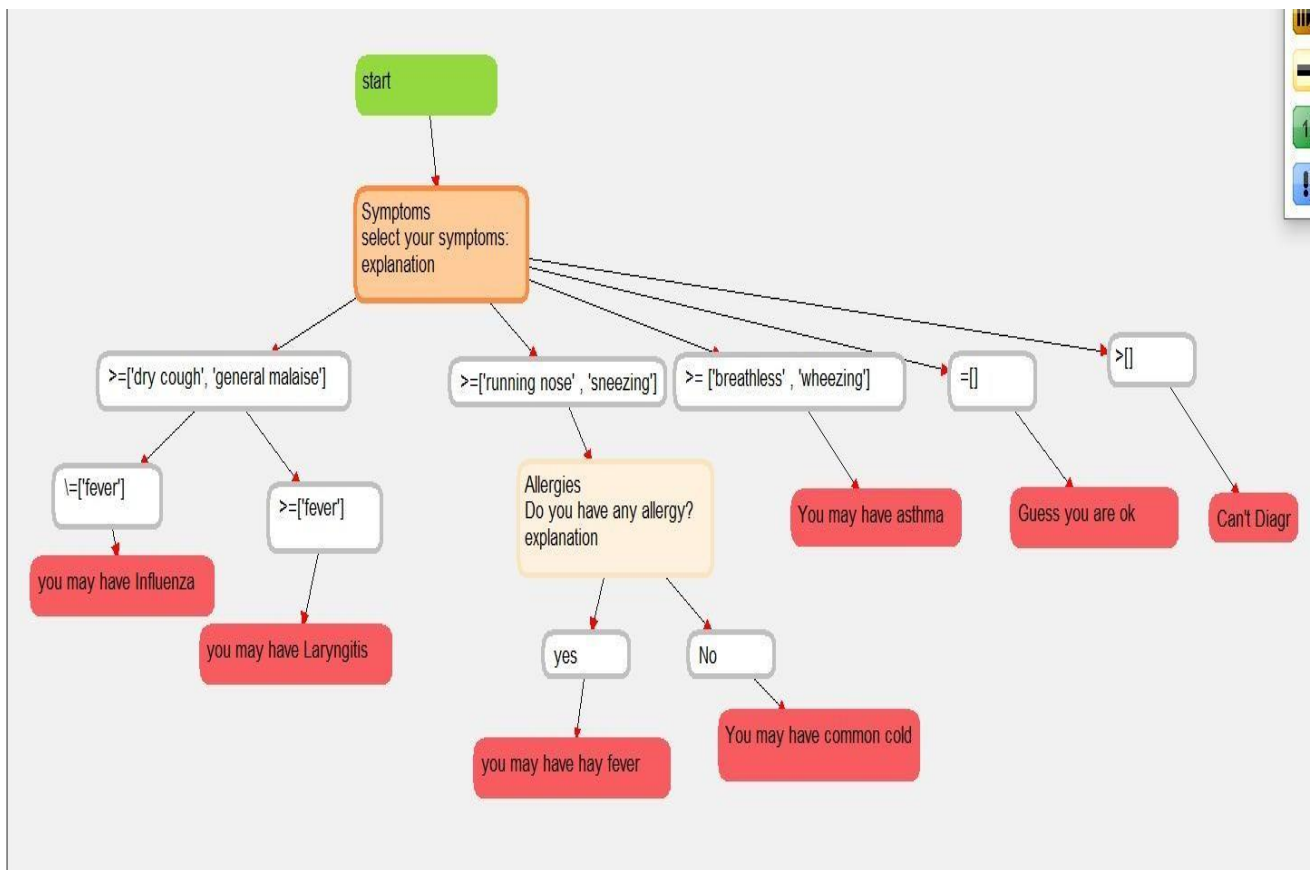 start
Symptoms
select your symptoms:
explanation
>=['dry cough', 'general malaise']
>=['running nose' , 'sneezing']
>= ['breathless' , 'wheezing']
=[]
>[]
\=['fever']
>=['fever']
Allergies
Do you have any allergy?
explanation
You may have asthma
Guess you are ok
Can't Diagr
you may have Influenza
you may have Laryngitis
yes
No
you may have hay fever
You may have common cold